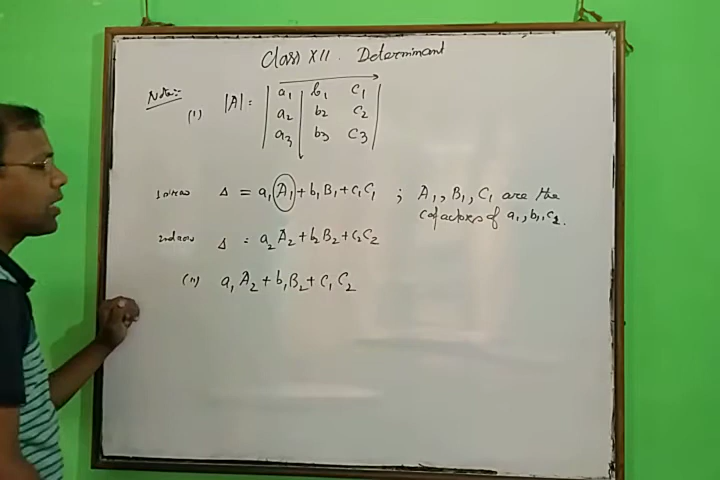 Class XII. Determinant
Note:-
(i) |A| = | a₁ b₁ c₁ |
| a₂ b₂ c₂ |
| a₃ b₃ c₃ |
1st row Δ = a₁A₁ + b₁B₁ + c₁C₁ ; A₁, B₁, C₁ are the
cofactors of a₁, b₁, c₁.
2nd row Δ = a₂A₂ + b₂B₂ + c₂C₂
(ii) a₁A₂ + b₁B₂ + c₁C₂